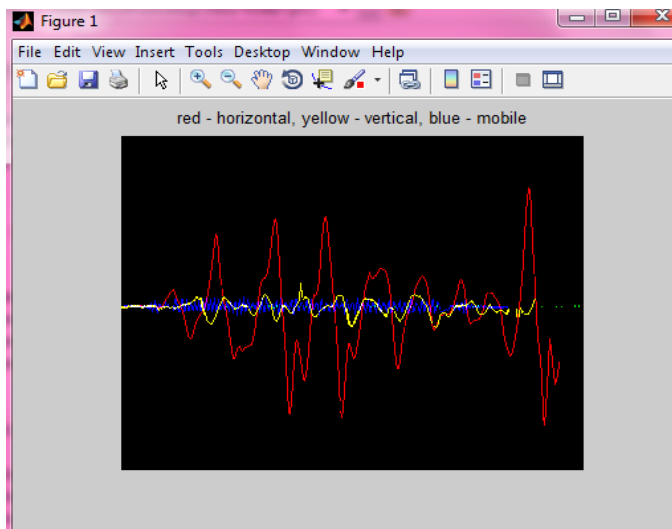 Figure 1
File Edit View Insert Tools Desktop Window Help
red - horizontal, yellow - vertical, blue - mobile